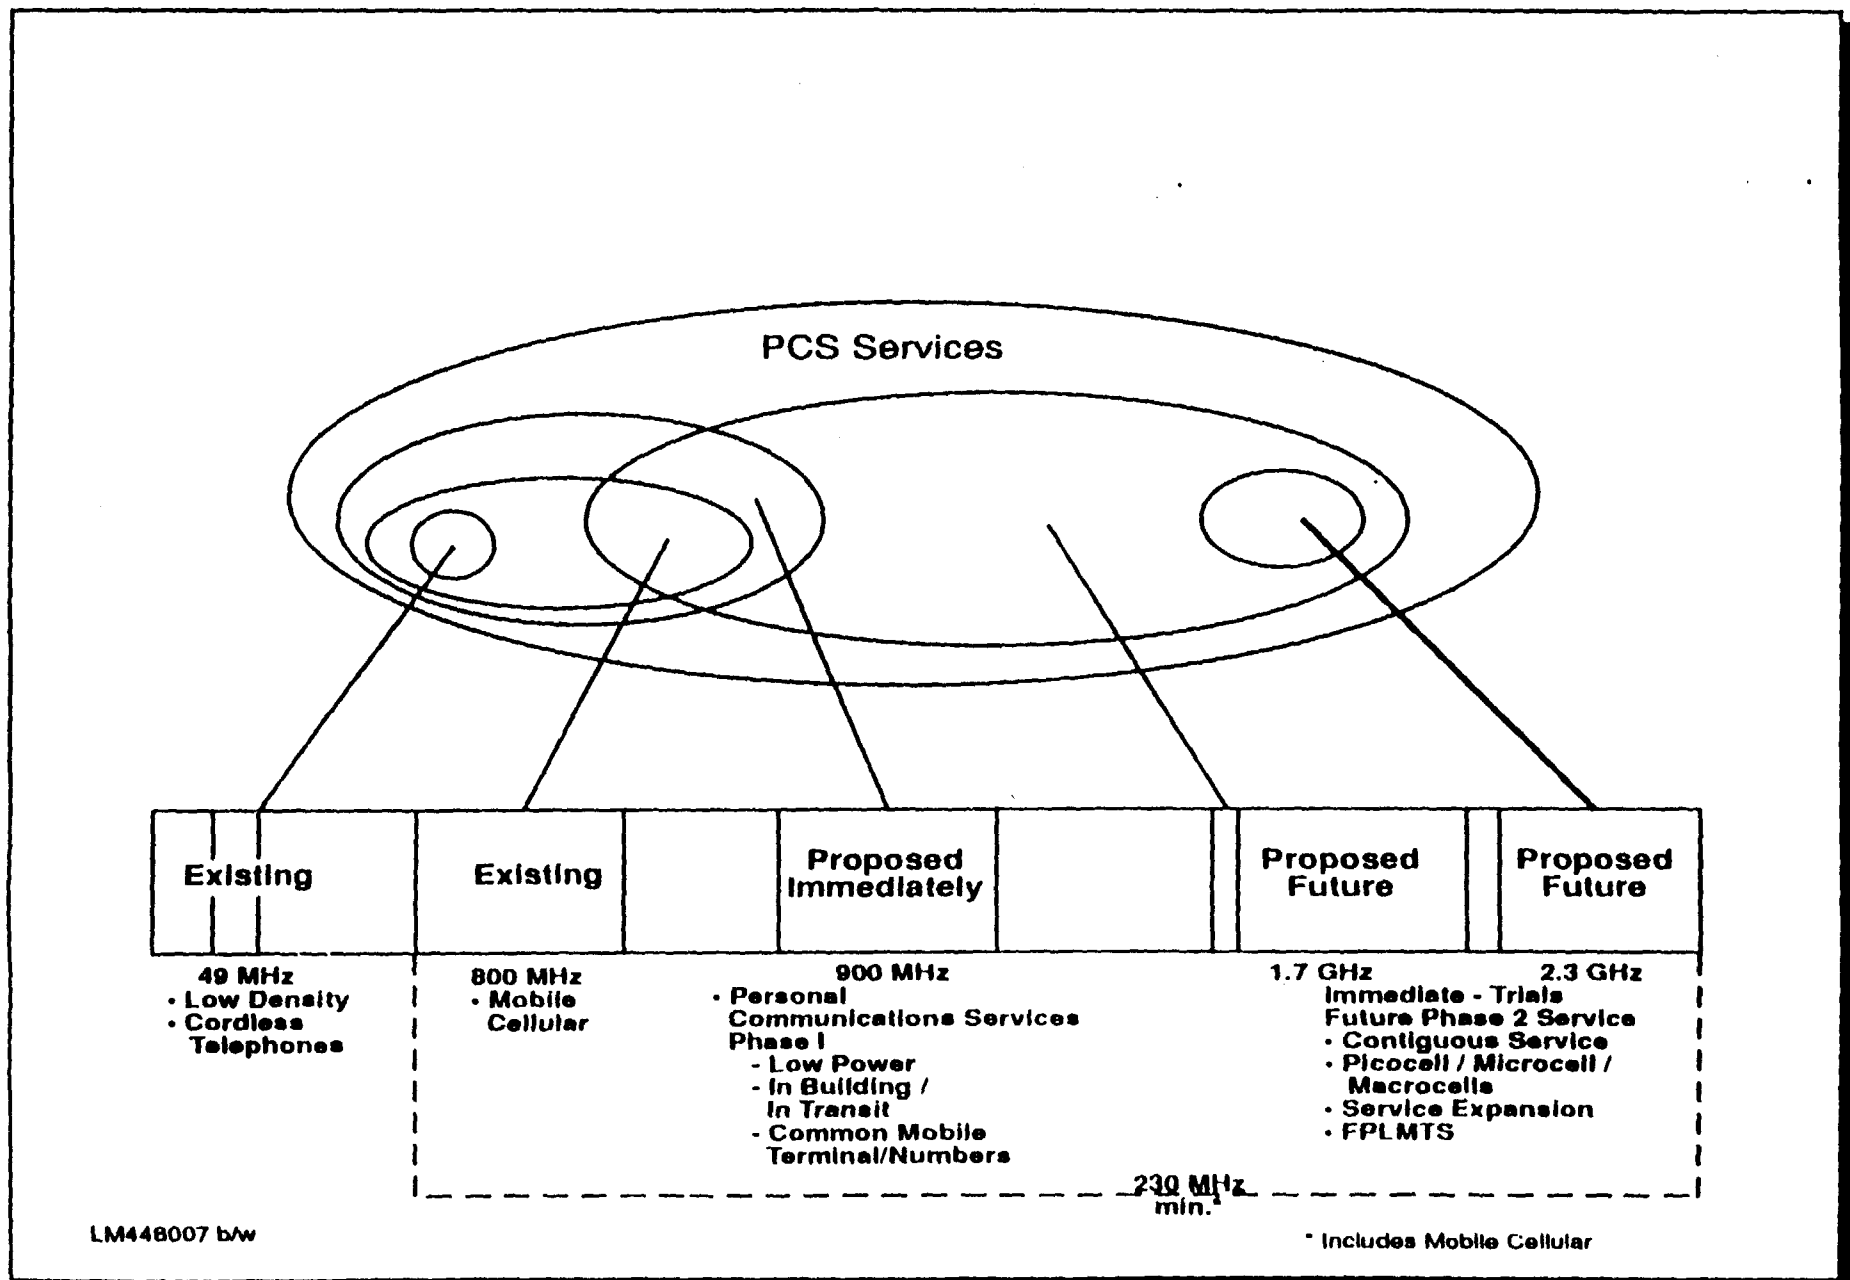 PCS Services
Existing
Existing
Proposed
Immediately
Proposed
Future
Proposed
Future
49 MHz
• Low Density
• Cordless
Telephones
800 MHz
• Mobile
Cellular
900 MHz
• Personal
Communications Services
Phase I
- Low Power
- In Building /
In Transit
- Common Mobile
Terminal/Numbers
1.7 GHz
2.3 GHz
Immediate - Trials
Future Phase 2 Service
• Contiguous Service
• Picocell / Microcell /
Macrocells
• Service Expansion
• FPLMTS
230 MHz
min.*
LM448007 b/w
* Includes Mobile Cellular